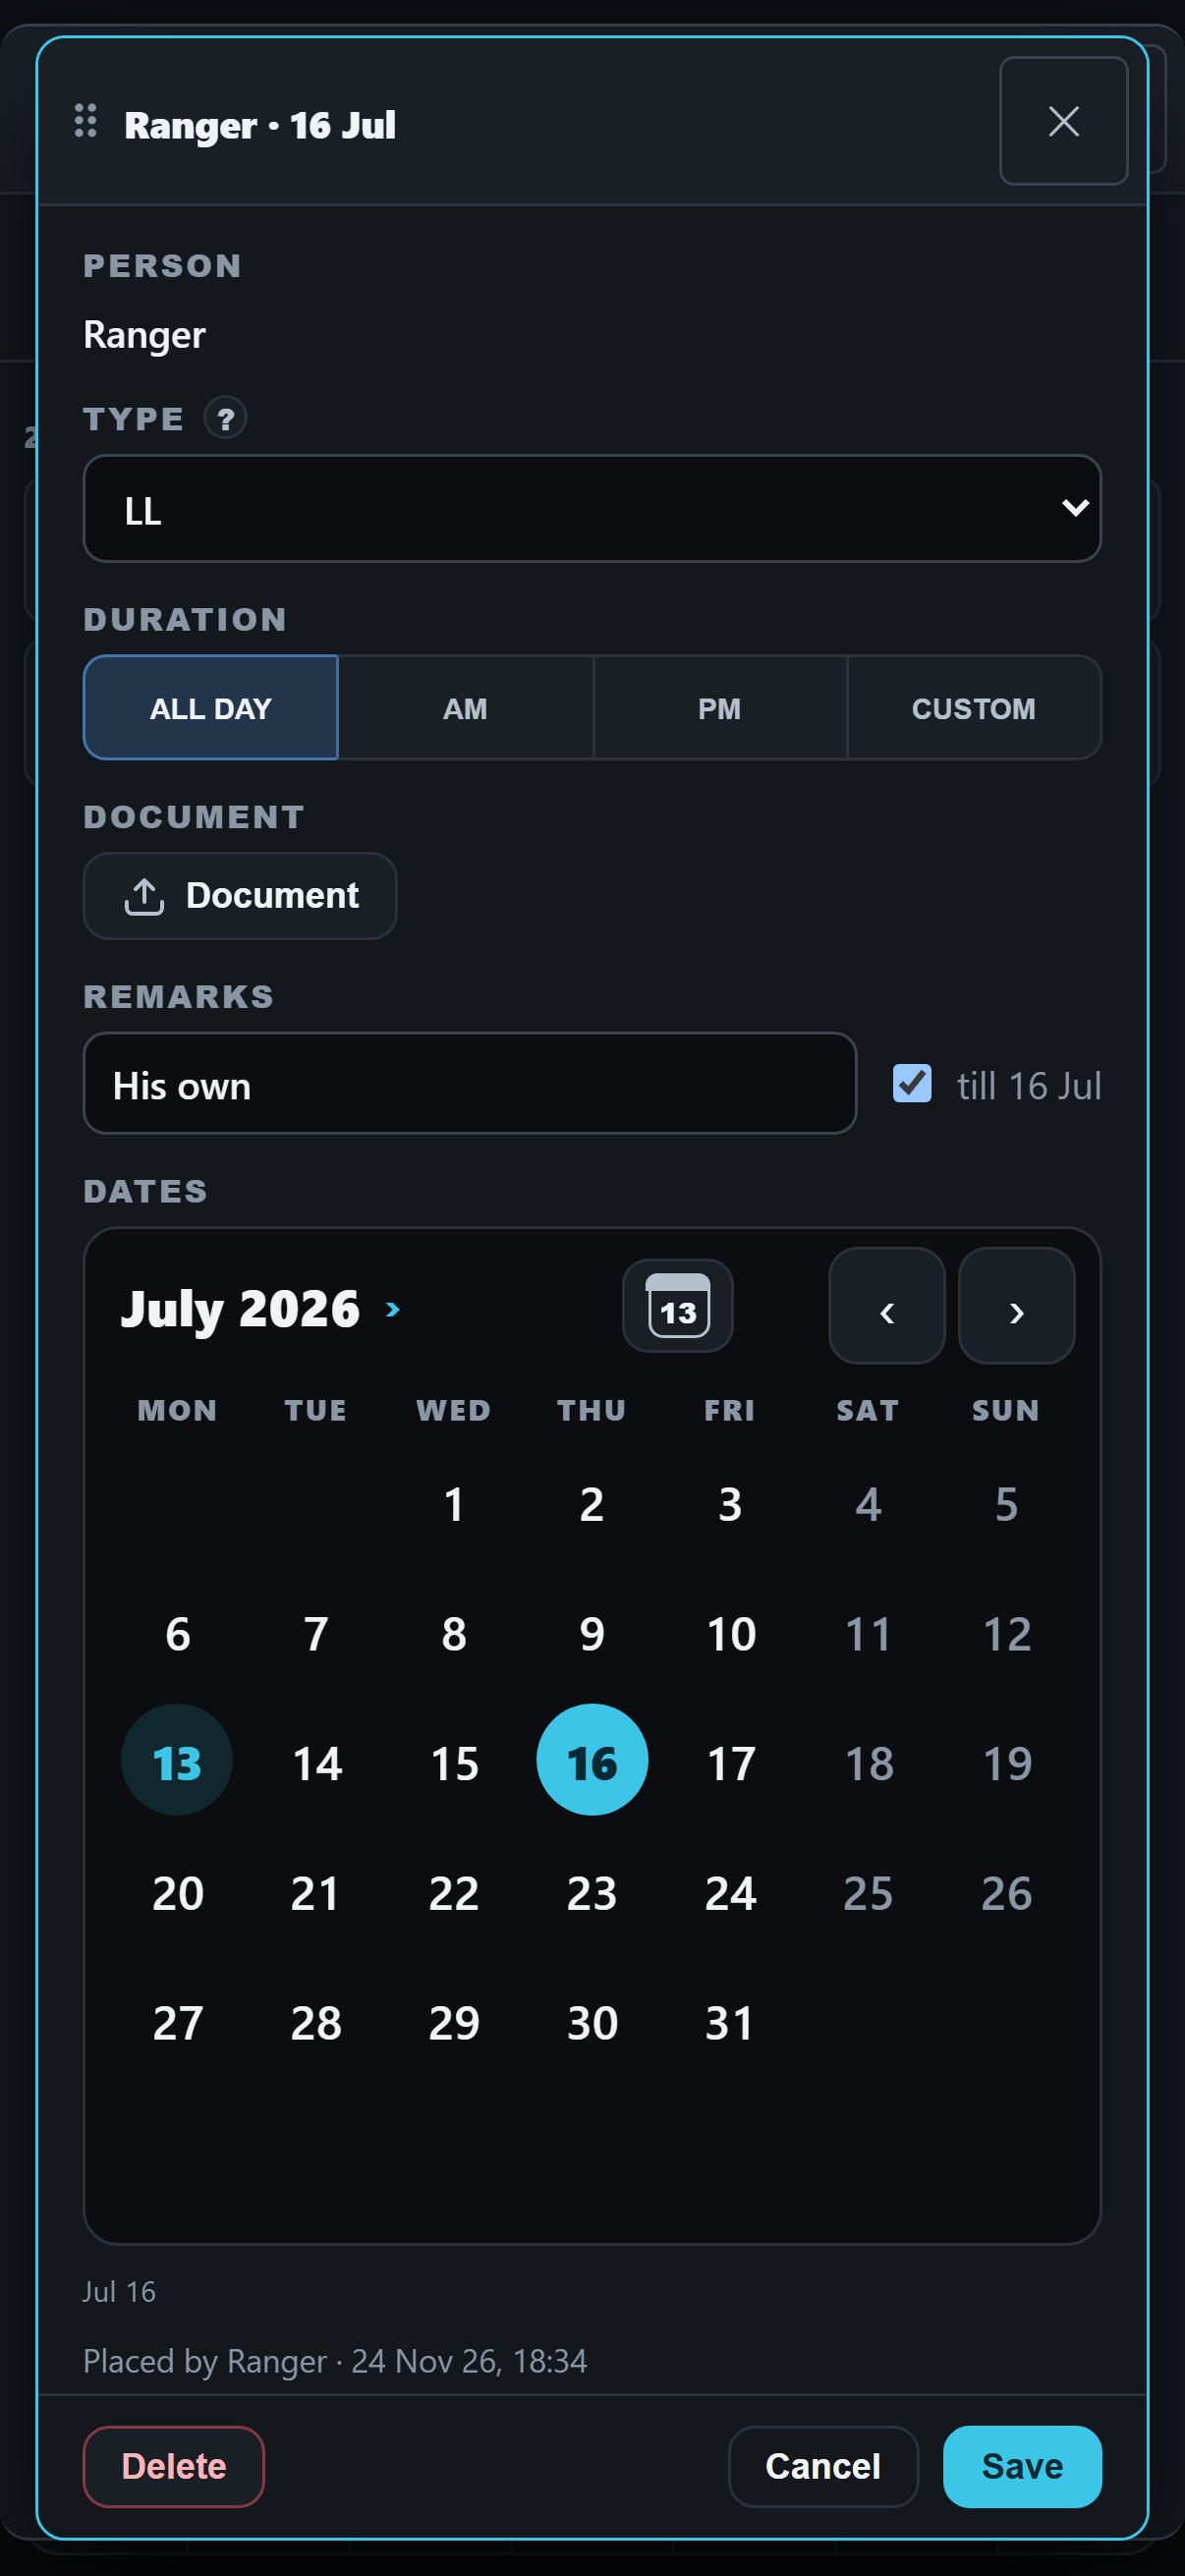 Ranger · 16 Jul
PERSON
Ranger
TYPE ?
LL
DURATION
ALL DAY AM PM CUSTOM
DOCUMENT
Document
REMARKS
His own till 16 Jul
DATES
July 2026 › 13 ‹ ›
MON TUE WED THU FRI SAT SUN
1 2 3 4 5
6 7 8 9 10 11 12
13 14 15 16 17 18 19
20 21 22 23 24 25 26
27 28 29 30 31
Jul 16
Placed by Ranger · 24 Nov 26, 18:34
Delete Cancel Save